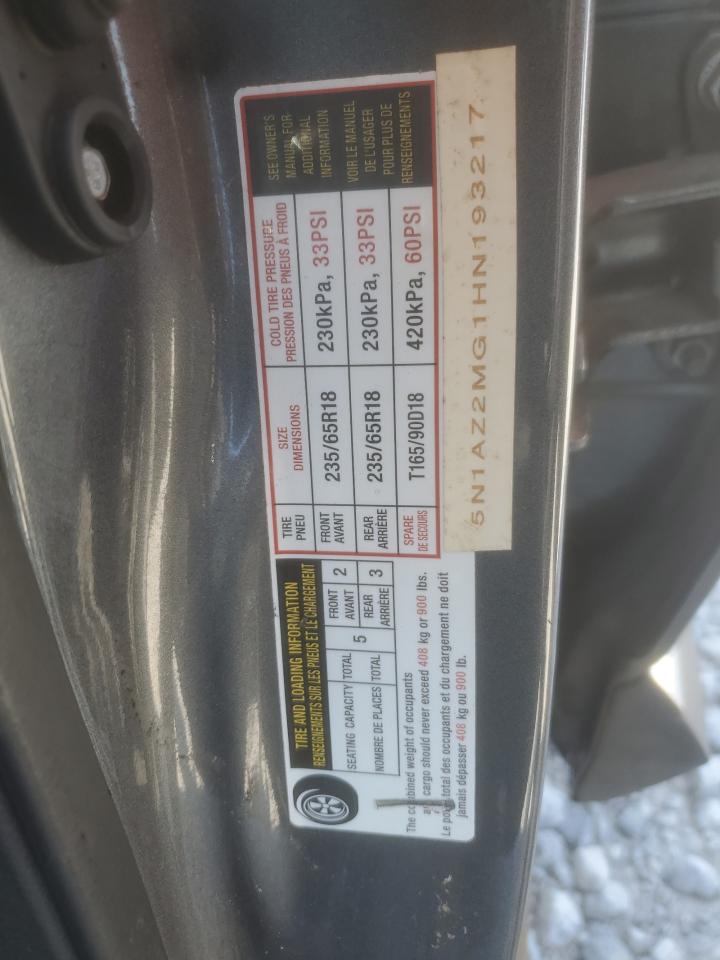 TIRE AND LOADING INFORMATION
RENSEIGNEMENTS SUR LES PNEUS ET LE CHARGEMENT
SEATING CAPACITY TOTAL 5 FRONT AVANT 2
NOMBRE DE PLACES TOTAL REAR ARRIÈRE 3
The combined weight of occupants
and cargo should never exceed 408 kg or 900 lbs.
Le poids total des occupants et du chargement ne doit
jamais dépasser 408 kg ou 900 lb.
TIRE PNEU SIZE DIMENSIONS COLD TIRE PRESSURE PRESSION DES PNEUS À FROID
FRONT AVANT 235/65R18 230kPa, 33PSI
REAR ARRIÈRE 235/65R18 230kPa, 33PSI
SPARE DE SECOURS T165/90D18 420kPa, 60PSI
SEE OWNER'S
MANUAL FOR
ADDITIONAL
INFORMATION
VOIR LE MANUEL
DE L'USAGER
POUR PLUS DE
RENSEIGNEMENTS
5N1AZ2MG1HN193217